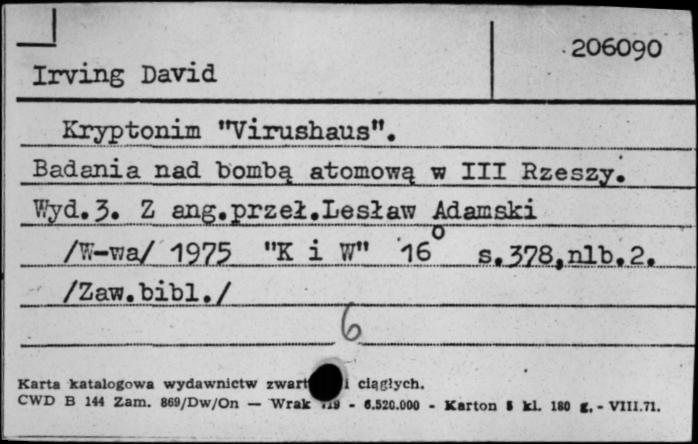 206090
Irving David
Kryptonim "Virushaus".
Badania nad bombą atomową w III Rzeszy.
Wyd.3. Z ang.przeł.Lesław Adamski
/W-wa/ 1975 "K i W" 16° s.378,nlb.2.
/Zaw.bibl./
6
Karta katalogowa wydawnictw zwart i ciągłych.
CWD B 144 Zam. 869/Dw/On — Wrak - 6.520.000 - Karton kl. 180 g. - VIII.71.